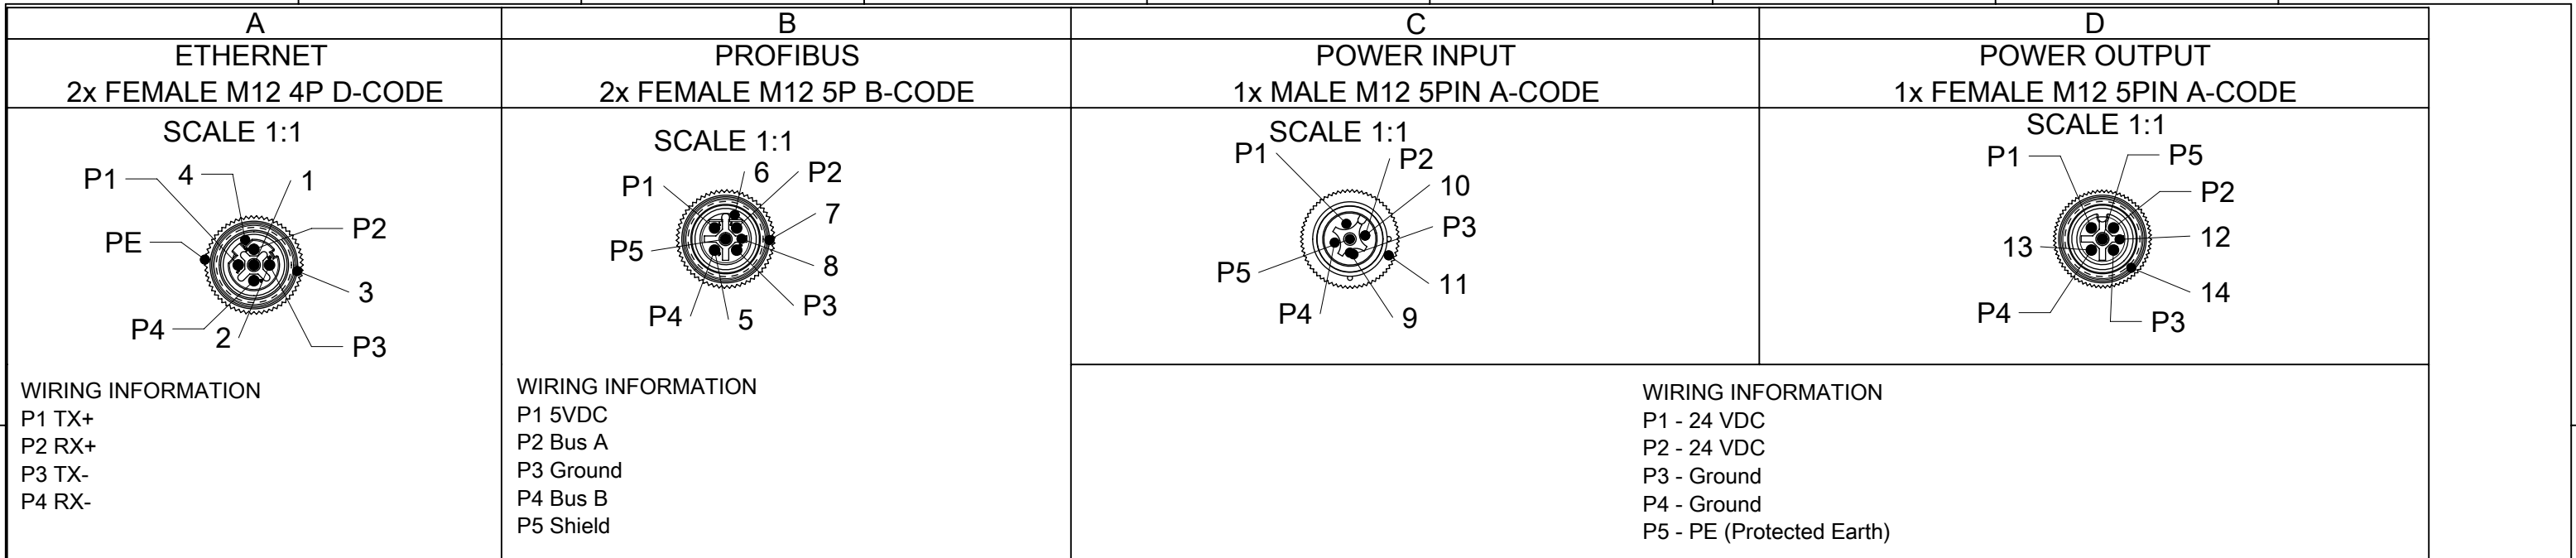 A
ETHERNET
2x FEMALE M12 4P D-CODE
SCALE 1:1
P1
4
1
PE
P2
3
P4
2
P3
WIRING INFORMATION
P1 TX+
P2 RX+
P3 TX-
P4 RX-
B
PROFIBUS
2x FEMALE M12 5P B-CODE
SCALE 1:1
6
P2
P1
7
P5
8
P4
5
P3
WIRING INFORMATION
P1 5VDC
P2 Bus A
P3 Ground
P4 Bus B
P5 Shield
C
POWER INPUT
1x MALE M12 5PIN A-CODE
SCALE 1:1
P1
P2
10
P3
P5
11
P4
9
D
POWER OUTPUT
1x FEMALE M12 5PIN A-CODE
SCALE 1:1
P1
P5
P2
13
12
14
P4
P3
WIRING INFORMATION
P1 - 24 VDC
P2 - 24 VDC
P3 - Ground
P4 - Ground
P5 - PE (Protected Earth)